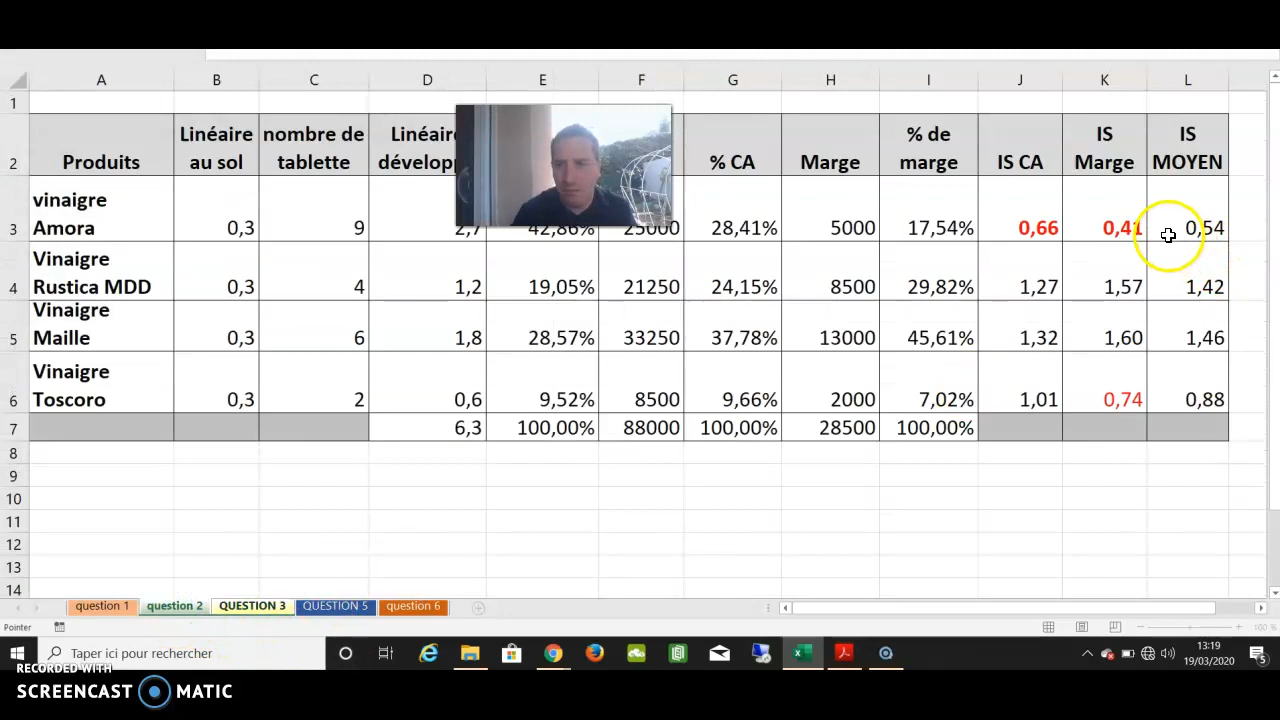 A B C D E F G H I J K L
1
2 Produits Linéaire au sol nombre de tablette Linéaire développ % CA Marge % de marge IS CA IS Marge IS MOYEN
3 vinaigre Amora 0,3 9 2,7 42,86% 25000 28,41% 5000 17,54% 0,66 0,41 0,54
4 Vinaigre Rustica MDD 0,3 4 1,2 19,05% 21250 24,15% 8500 29,82% 1,27 1,57 1,42
5 Vinaigre Maille 0,3 6 1,8 28,57% 33250 37,78% 13000 45,61% 1,32 1,60 1,46
6 Vinaigre Toscoro 0,3 2 0,6 9,52% 8500 9,66% 2000 7,02% 1,01 0,74 0,88
7 6,3 100,00% 88000 100,00% 28500 100,00%
8
9
10
11
12
13
14
question 1 question 2 QUESTION 3 QUESTION 5 question 6
Pointer 100 %
Taper ici pour rechercher 13:19
19/03/2020 5
RECORDED WITH
SCREENCAST MATIC